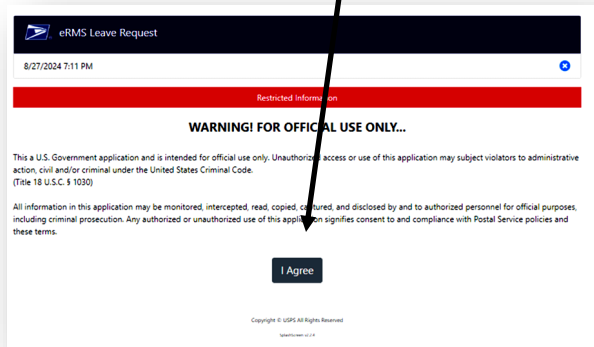 eRMS Leave Request
8/27/2024 7:11 PM
Restricted Information
WARNING! FOR OFFICIAL USE ONLY...
This a U.S. Government application and is intended for official use only. Unauthorized access or use of this application may subject violators to administrative
action, civil and/or criminal under the United States Criminal Code.
(Title 18 U.S.C. § 1030)
All information in this application may be monitored, intercepted, read, copied, captured, and disclosed by and to authorized personnel for official purposes,
including criminal prosecution. Any authorized or unauthorized use of this application signifies consent to and compliance with Postal Service policies and
these terms.
I Agree
Copyright © USPS All Rights Reserved